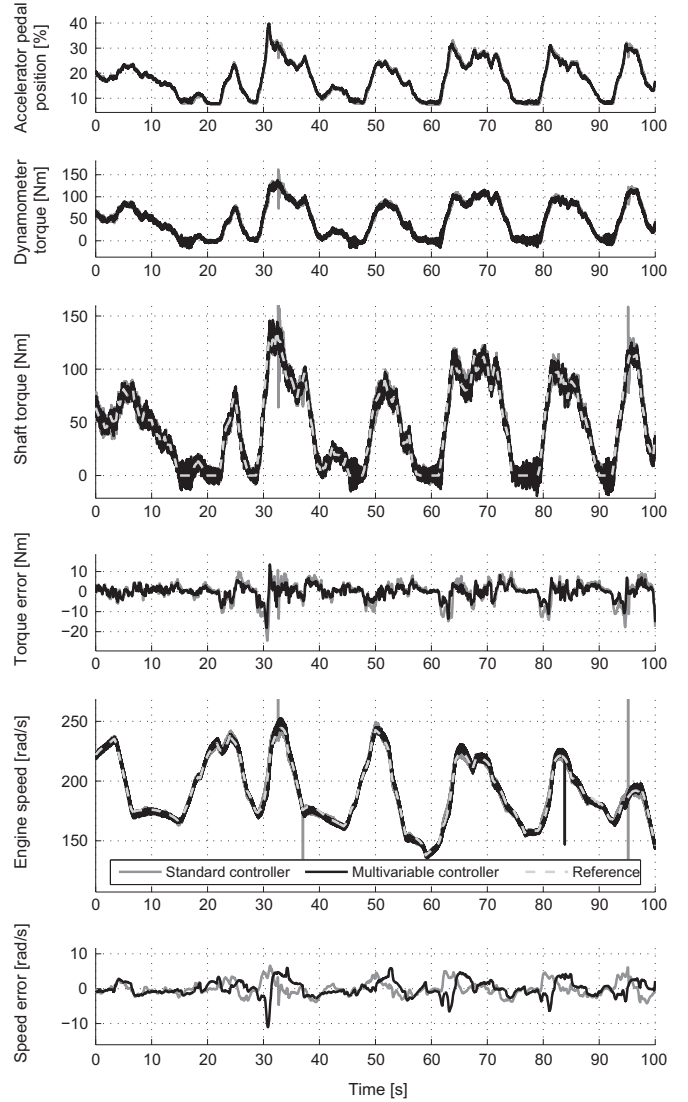 Accelerator pedal
position [%]
40
30
20
10
0 10 20 30 40 50 60 70 80 90 100
Dynamometer
torque [Nm]
150
100
50
0
0 10 20 30 40 50 60 70 80 90 100
Shaft torque [Nm]
150
100
50
0
0 10 20 30 40 50 60 70 80 90 100
Torque error [Nm]
10
0
−10
−20
0 10 20 30 40 50 60 70 80 90 100
Engine speed [rad/s]
250
200
150
Standard controller Multivariable controller Reference
0 10 20 30 40 50 60 70 80 90 100
Speed error [rad/s]
10
0
−10
0 10 20 30 40 50 60 70 80 90 100
Time [s]